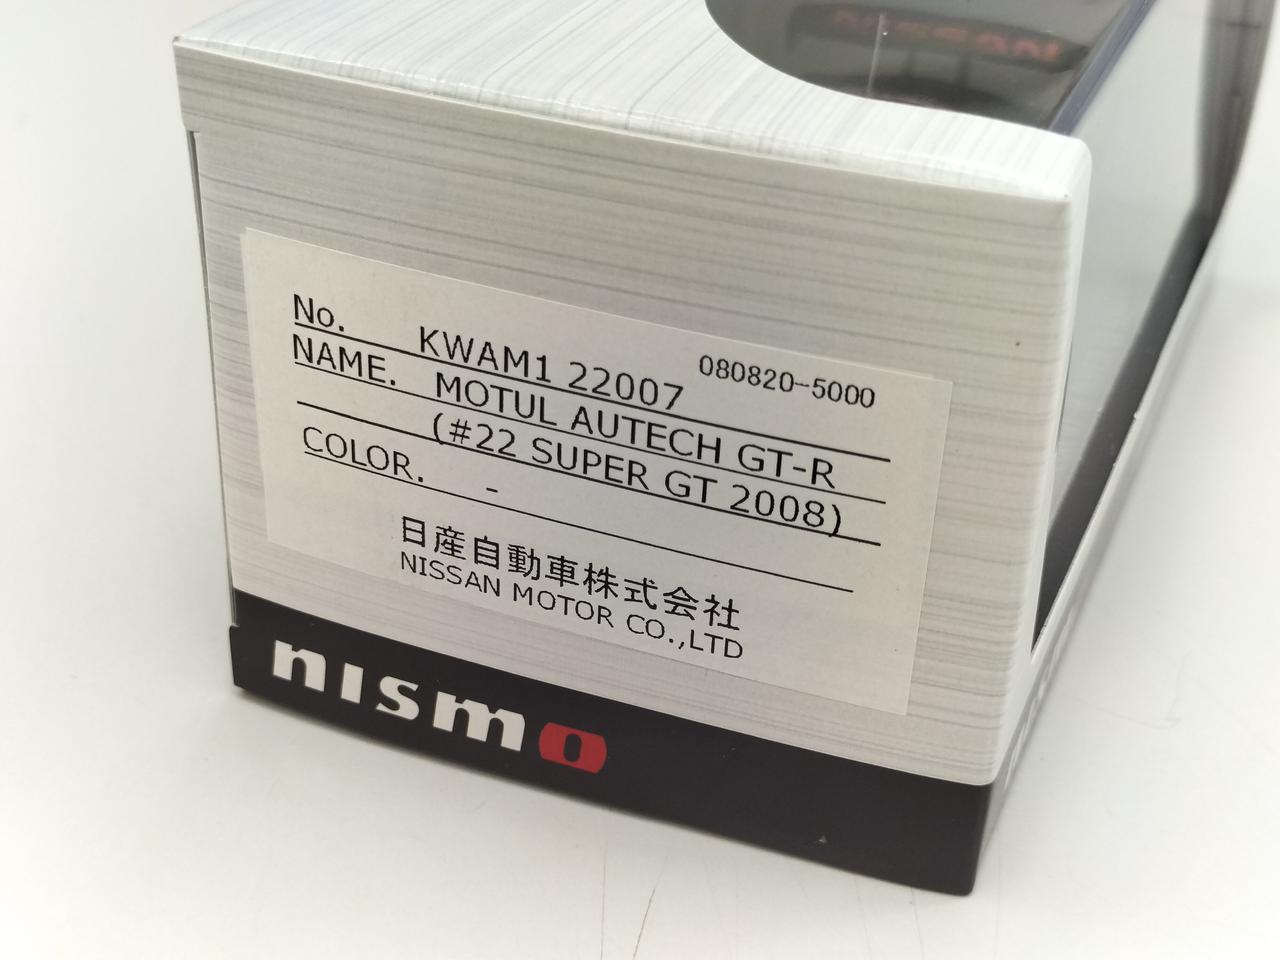 NISSAN
No. KWAM1 22007 080820-5000
NAME. MOTUL AUTECH GT-R
(#22 SUPER GT 2008)
COLOR. -
日産自動車株式会社
NISSAN MOTOR CO.,LTD
nismo